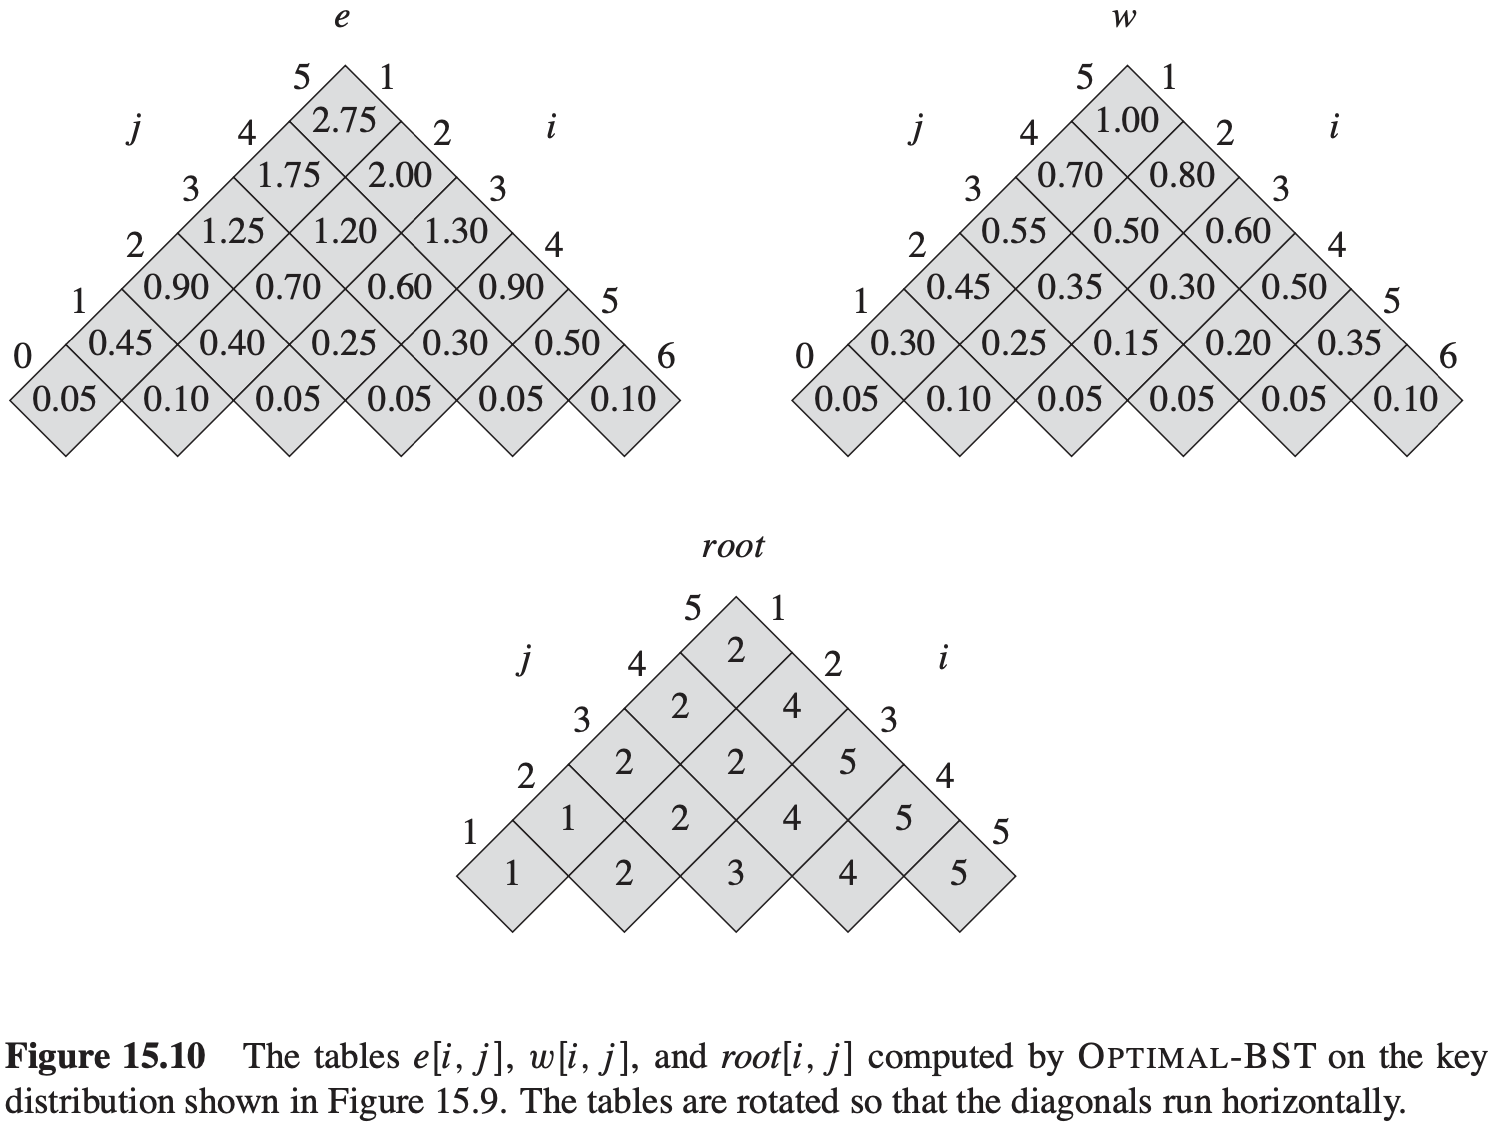 e w
5 1 5 1
j 4 2.75 2 i j 4 1.00 2 i
3 1.75 2.00 3 3 0.70 0.80 3
2 1.25 1.20 1.30 4 2 0.55 0.50 0.60 4
1 0.90 0.70 0.60 0.90 5 1 0.45 0.35 0.30 0.50 5
0 0.45 0.40 0.25 0.30 0.50 6 0 0.30 0.25 0.15 0.20 0.35 6
0.05 0.10 0.05 0.05 0.05 0.10 0.05 0.10 0.05 0.05 0.05 0.10
root
5 1
j 4 2 2 i
3 2 4 3
2 2 2 5 4
1 1 2 4 5 5
1 2 3 4 5
Figure 15.10 The tables e[i, j], w[i, j], and root[i, j] computed by OPTIMAL-BST on the key
distribution shown in Figure 15.9. The tables are rotated so that the diagonals run horizontally.